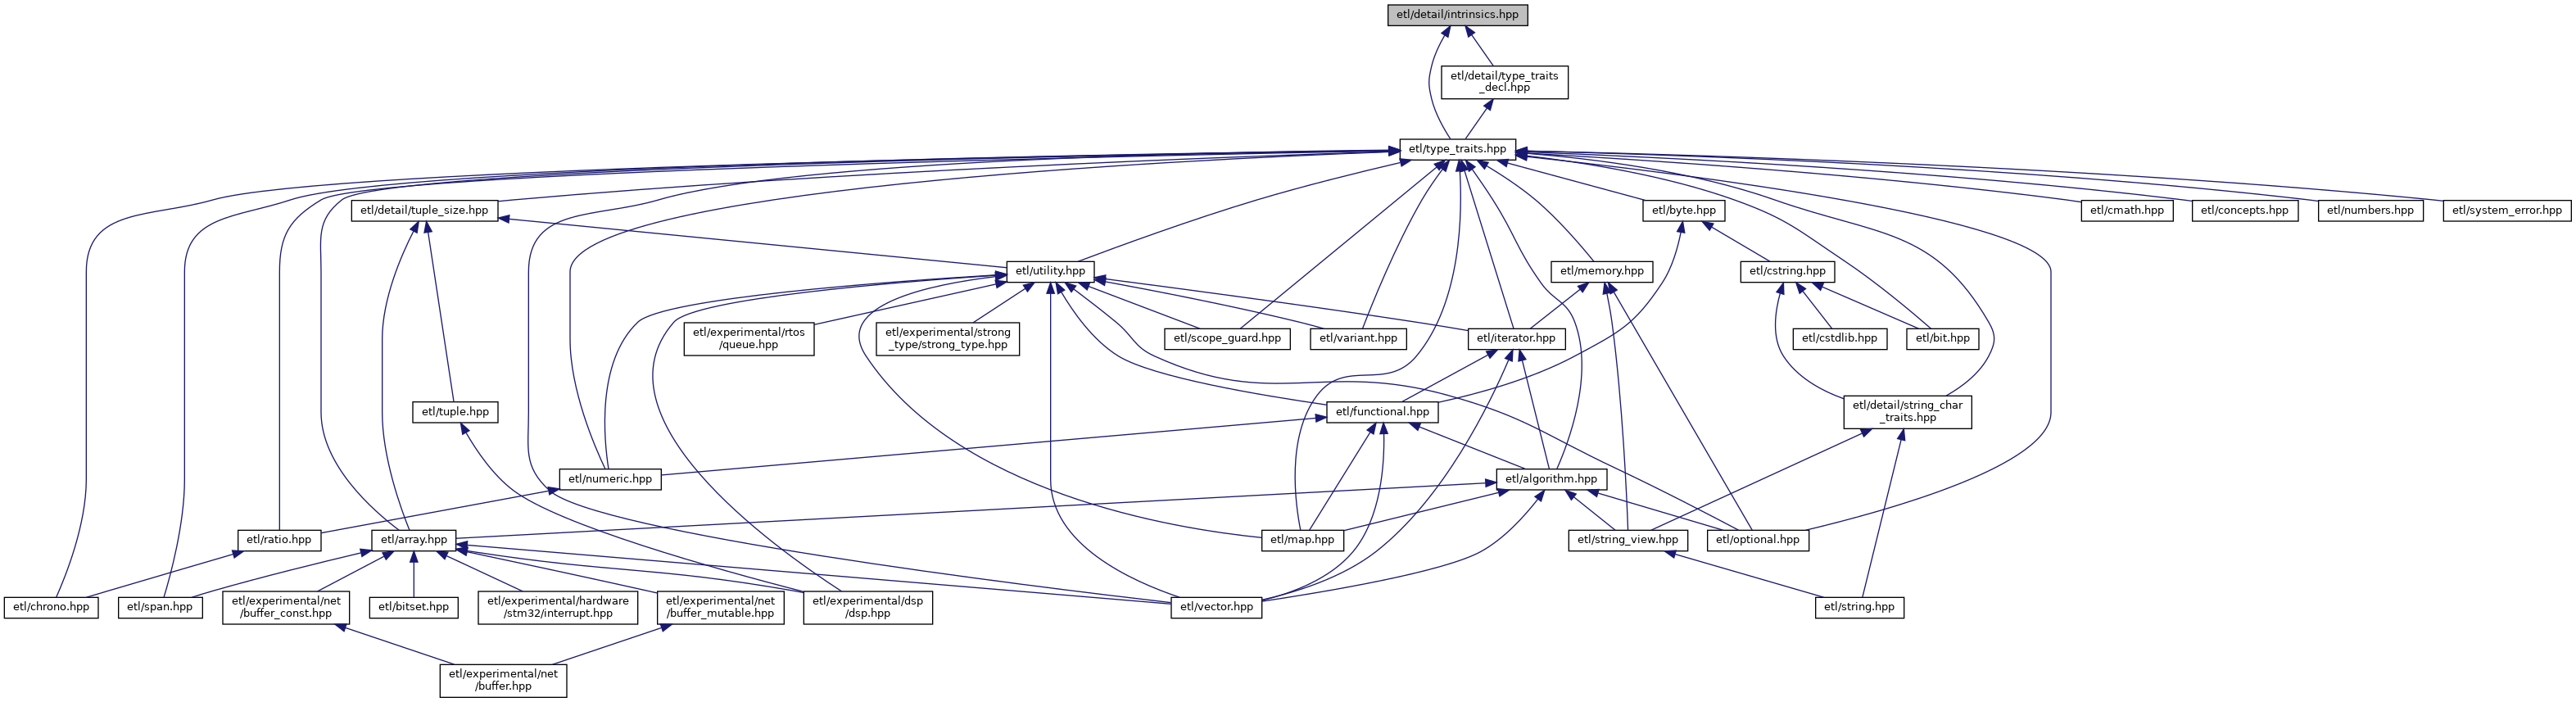 etl/detail/intrinsics.hpp
etl/detail/type_traits
_decl.hpp
etl/type_traits.hpp
etl/detail/tuple_size.hpp
etl/byte.hpp
etl/cmath.hpp
etl/concepts.hpp
etl/numbers.hpp
etl/system_error.hpp
etl/utility.hpp
etl/memory.hpp
etl/cstring.hpp
etl/experimental/rtos
/queue.hpp
etl/experimental/strong
_type/strong_type.hpp
etl/scope_guard.hpp
etl/variant.hpp
etl/iterator.hpp
etl/cstdlib.hpp
etl/bit.hpp
etl/tuple.hpp
etl/functional.hpp
etl/detail/string_char
_traits.hpp
etl/numeric.hpp
etl/algorithm.hpp
etl/ratio.hpp
etl/array.hpp
etl/map.hpp
etl/string_view.hpp
etl/optional.hpp
etl/chrono.hpp
etl/span.hpp
etl/experimental/net
/buffer_const.hpp
etl/bitset.hpp
etl/experimental/hardware
/stm32/interrupt.hpp
etl/experimental/net
/buffer_mutable.hpp
etl/experimental/dsp
/dsp.hpp
etl/vector.hpp
etl/string.hpp
etl/experimental/net
/buffer.hpp